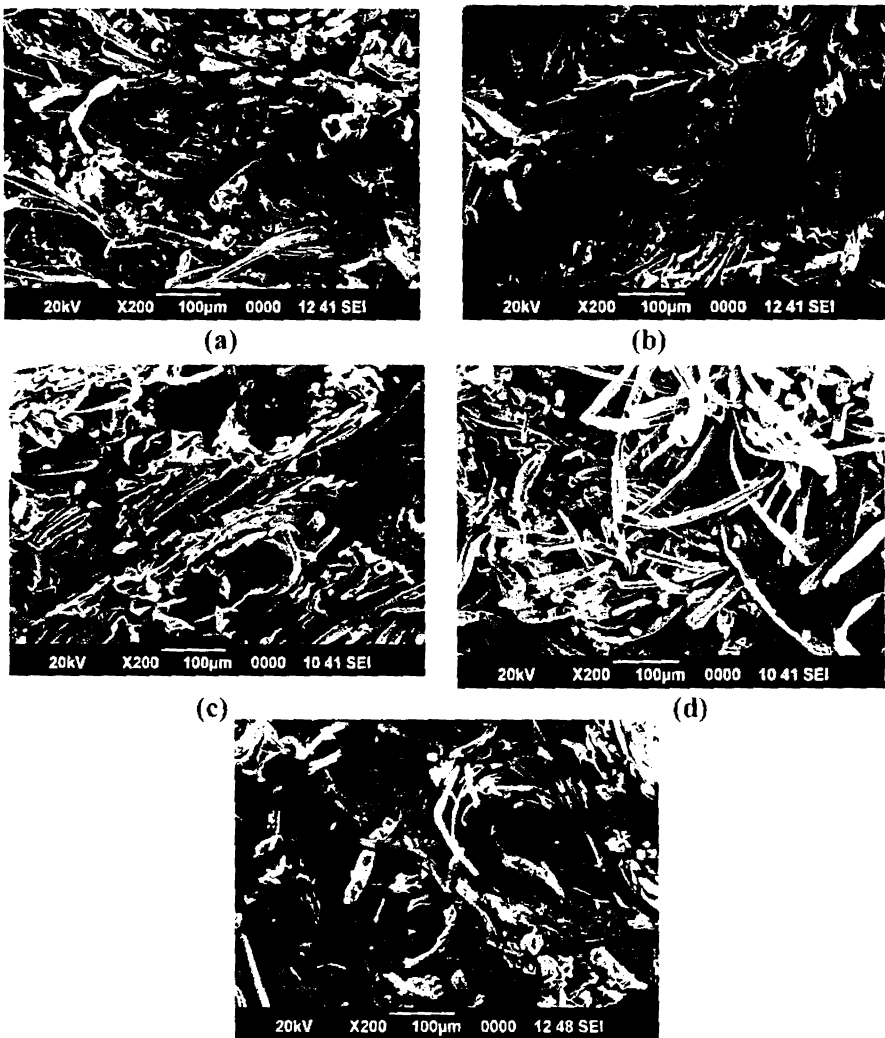 20kV X200 100µm 0000 12 41 SEI
20kV X200 100µm 0000 12 41 SEI
(a) (b)
20kV X200 100µm 0000 10 41 SEI
20kV X200 100µm 0000 10 41 SEI
(c) (d)
20kV X200 100µm 0000 12 48 SEI